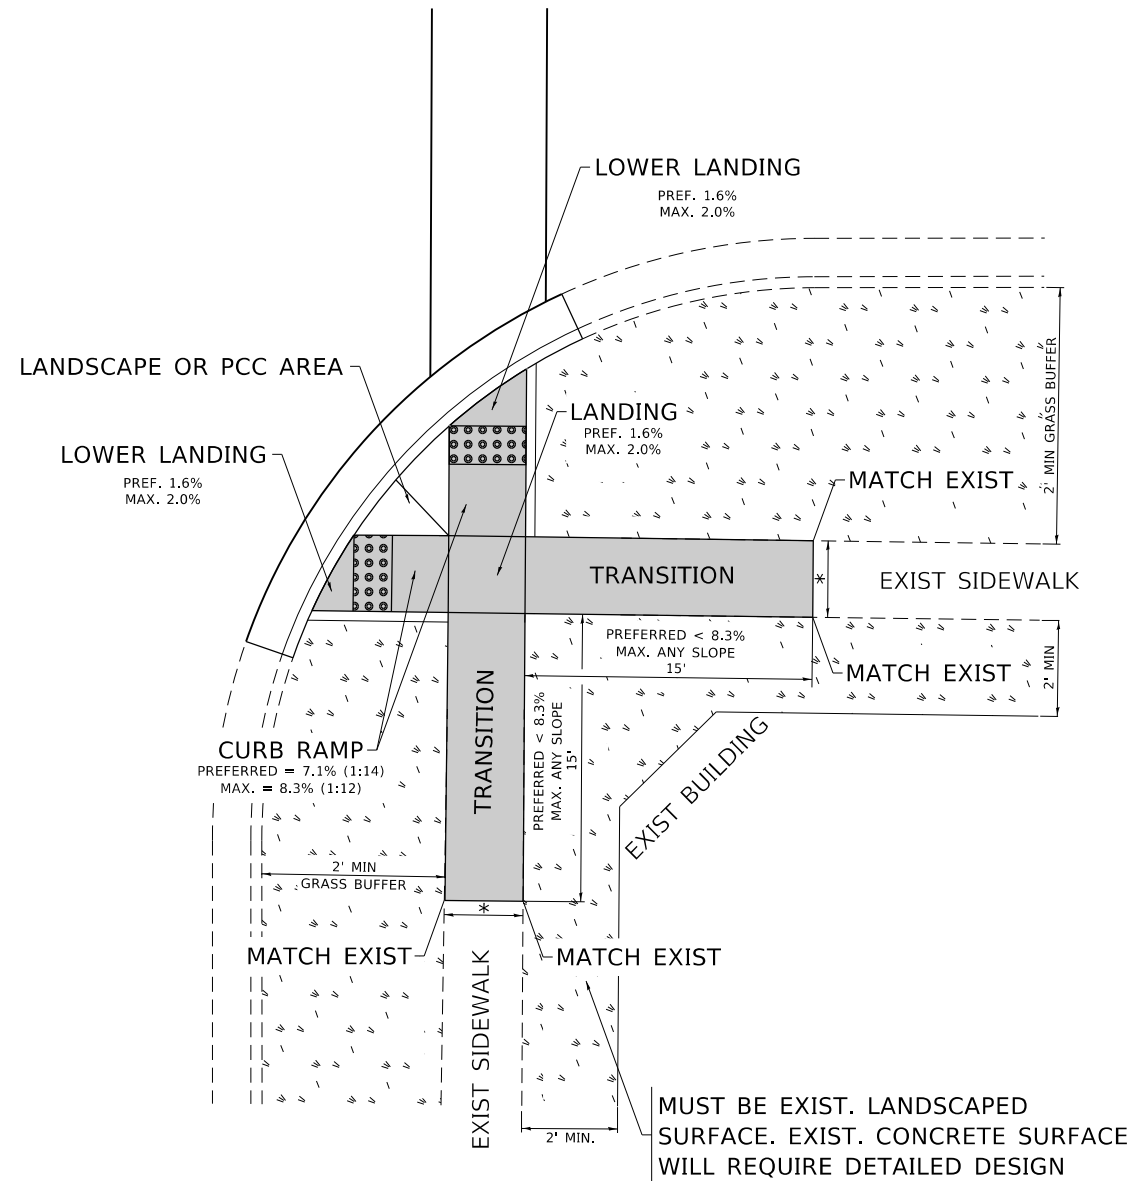 LOWER LANDING
PREF. 1.6%
MAX. 2.0%
LANDSCAPE OR PCC AREA
LANDING
PREF. 1.6%
MAX. 2.0%
LOWER LANDING
PREF. 1.6%
MAX. 2.0%
2' MIN GRASS BUFFER
MATCH EXIST
TRANSITION
*
EXIST SIDEWALK
PREFERRED < 8.3%
MAX. ANY SLOPE
15'
MATCH EXIST
2' MIN
TRANSITION
PREFERRED < 8.3%
MAX. ANY SLOPE
15'
CURB RAMP
PREFERRED = 7.1% (1:14)
MAX. = 8.3% (1:12)
EXIST BUILDING
2' MIN
GRASS BUFFER
*
MATCH EXIST
MATCH EXIST
EXIST SIDEWALK
2' MIN.
MUST BE EXIST. LANDSCAPED
SURFACE. EXIST. CONCRETE SURFACE
WILL REQUIRE DETAILED DESIGN